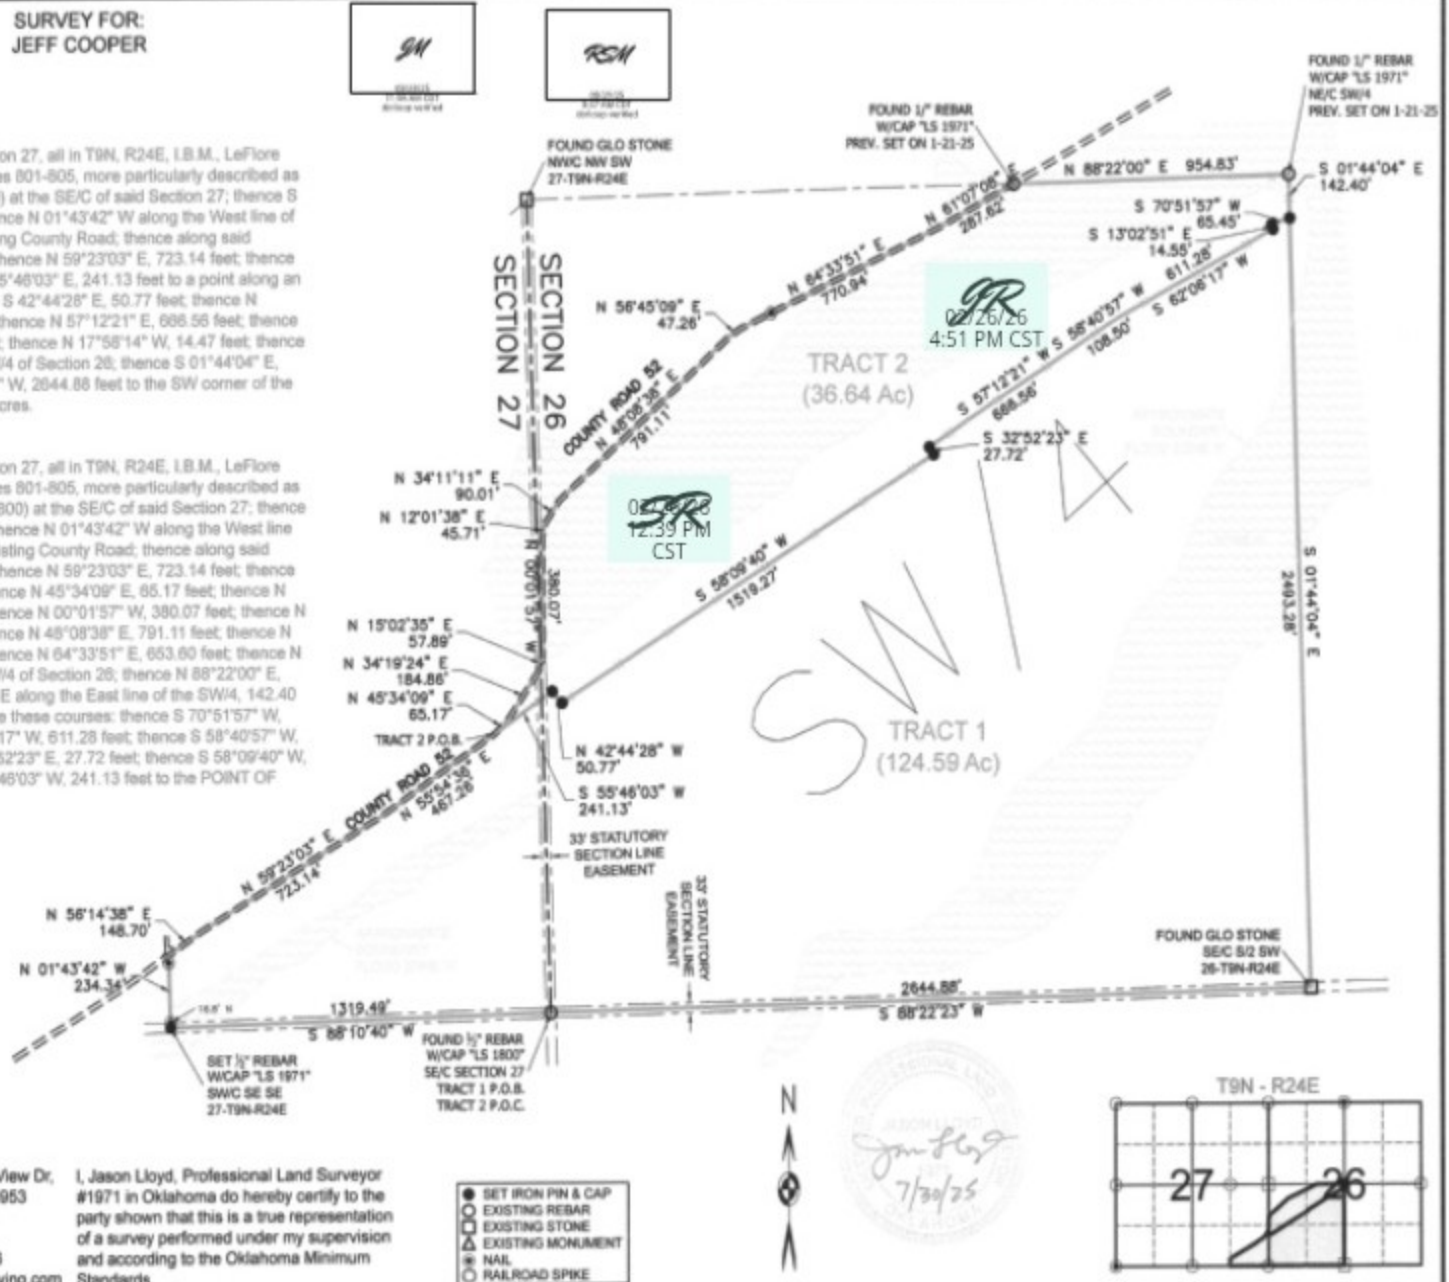 SURVEY FOR:
JEFF COOPER
JM
RSM
on 27, all in T9N, R24E, I.B.M., LeFlore
es 801-805, more particularly described as
) at the SE/C of said Section 27; thence S
nce N 01°43'42" W along the West line of
ng County Road; thence along said
hence N 59°23'03" E, 723.14 feet; thence
5°46'03" E, 241.13 feet to a point along an
S 42°44'28" E, 50.77 feet; thence N
thence N 57°12'21" E, 666.56 feet; thence
; thence N 17°58'14" W, 14.47 feet; thence
/4 of Section 26; thence S 01°44'04" E,
" W, 2644.88 feet to the SW corner of the
cres.
on 27, all in T9N, R24E, I.B.M., LeFlore
es 801-805, more particularly described as
800) at the SE/C of said Section 27; thence
hence N 01°43'42" W along the West line
isting County Road; thence along said
hence N 59°23'03" E, 723.14 feet; thence
nce N 45°34'09" E, 65.17 feet; thence N
ence N 00°01'57" W, 380.07 feet; thence N
nce N 48°08'38" E, 791.11 feet; thence N
ence N 64°33'51" E, 653.60 feet; thence N
/4 of Section 26; thence N 88°22'00" E,
E along the East line of the SW/4, 142.40
e these courses: thence S 70°51'57" W,
17" W, 611.28 feet; thence S 58°40'57" W,
52'23" E, 27.72 feet; thence S 58°09'40" W,
46'03" W, 241.13 feet to the POINT OF
FOUND GLO STONE
NW/C NW SW
27-T9N-R24E
FOUND 1/" REBAR
W/CAP "LS 1971"
PREV. SET ON 1-21-25
FOUND 1/" REBAR
W/CAP "LS 1971"
NE/C SW/4
PREV. SET ON 1-21-25
N 88°22'00" E 954.83'
S 01°44'04" E
142.40'
S 70°51'57" W
65.45'
S 13°02'51" E
14.55'
611.28'
S 62°06'17" W
S 58°40'57" W
108.50'
S 57°12'21" W
666.56'
S 32°52'23" E
27.72'
N 61°07'08" E
287.62'
N 64°33'51" E
770.94'
N 56°45'09" E
47.26'
SECTION 27
SECTION 26
COUNTY ROAD 52
N 48°08'38" E
791.11'
JR
02/26/26
4:51 PM CST
TRACT 2
(36.64 Ac)
SR
12:39 PM
CST
N 34°11'11" E
90.01'
N 12°01'38" E
45.71'
N 00°01'57" W
380.07'
S 58°09'40" W
1519.27'
SW/4
S 01°44'04" E
2493.28'
N 15°02'35" E
57.89'
N 34°19'24" E
184.86'
N 45°34'09" E
65.17'
TRACT 2 P.O.B.
TRACT 1
(124.59 Ac)
N 42°44'28" W
50.77'
S 55°46'03" W
241.13'
COUNTY ROAD 52
N 55°54'36" E
467.28'
33' STATUTORY
SECTION LINE
EASEMENT
N 59°23'03" E
723.14'
33' STATUTORY
SECTION LINE
EASEMENT
N 56°14'38" E
148.70'
N 01°43'42" W
234.34'
FOUND GLO STONE
SE/C S/2 SW
26-T9N-R24E
1319.49'
S 88°10'40" W
2644.88'
S 88°22'23" W
SET ½" REBAR
W/CAP "LS 1971"
SW/C SE SE
27-T9N-R24E
FOUND ½" REBAR
W/CAP "LS 1800"
SE/C SECTION 27
TRACT 1 P.O.B.
TRACT 2 P.O.C.
N
JASON LLOYD
1971
OKLAHOMA
7/30/25
T9N - R24E
27
26
View Dr,
953
ying.com
I, Jason Lloyd, Professional Land Surveyor
#1971 in Oklahoma do hereby certify to the
party shown that this is a true representation
of a survey performed under my supervision
and according to the Oklahoma Minimum
Standards
SET IRON PIN & CAP
EXISTING REBAR
EXISTING STONE
EXISTING MONUMENT
NAIL
RAILROAD SPIKE